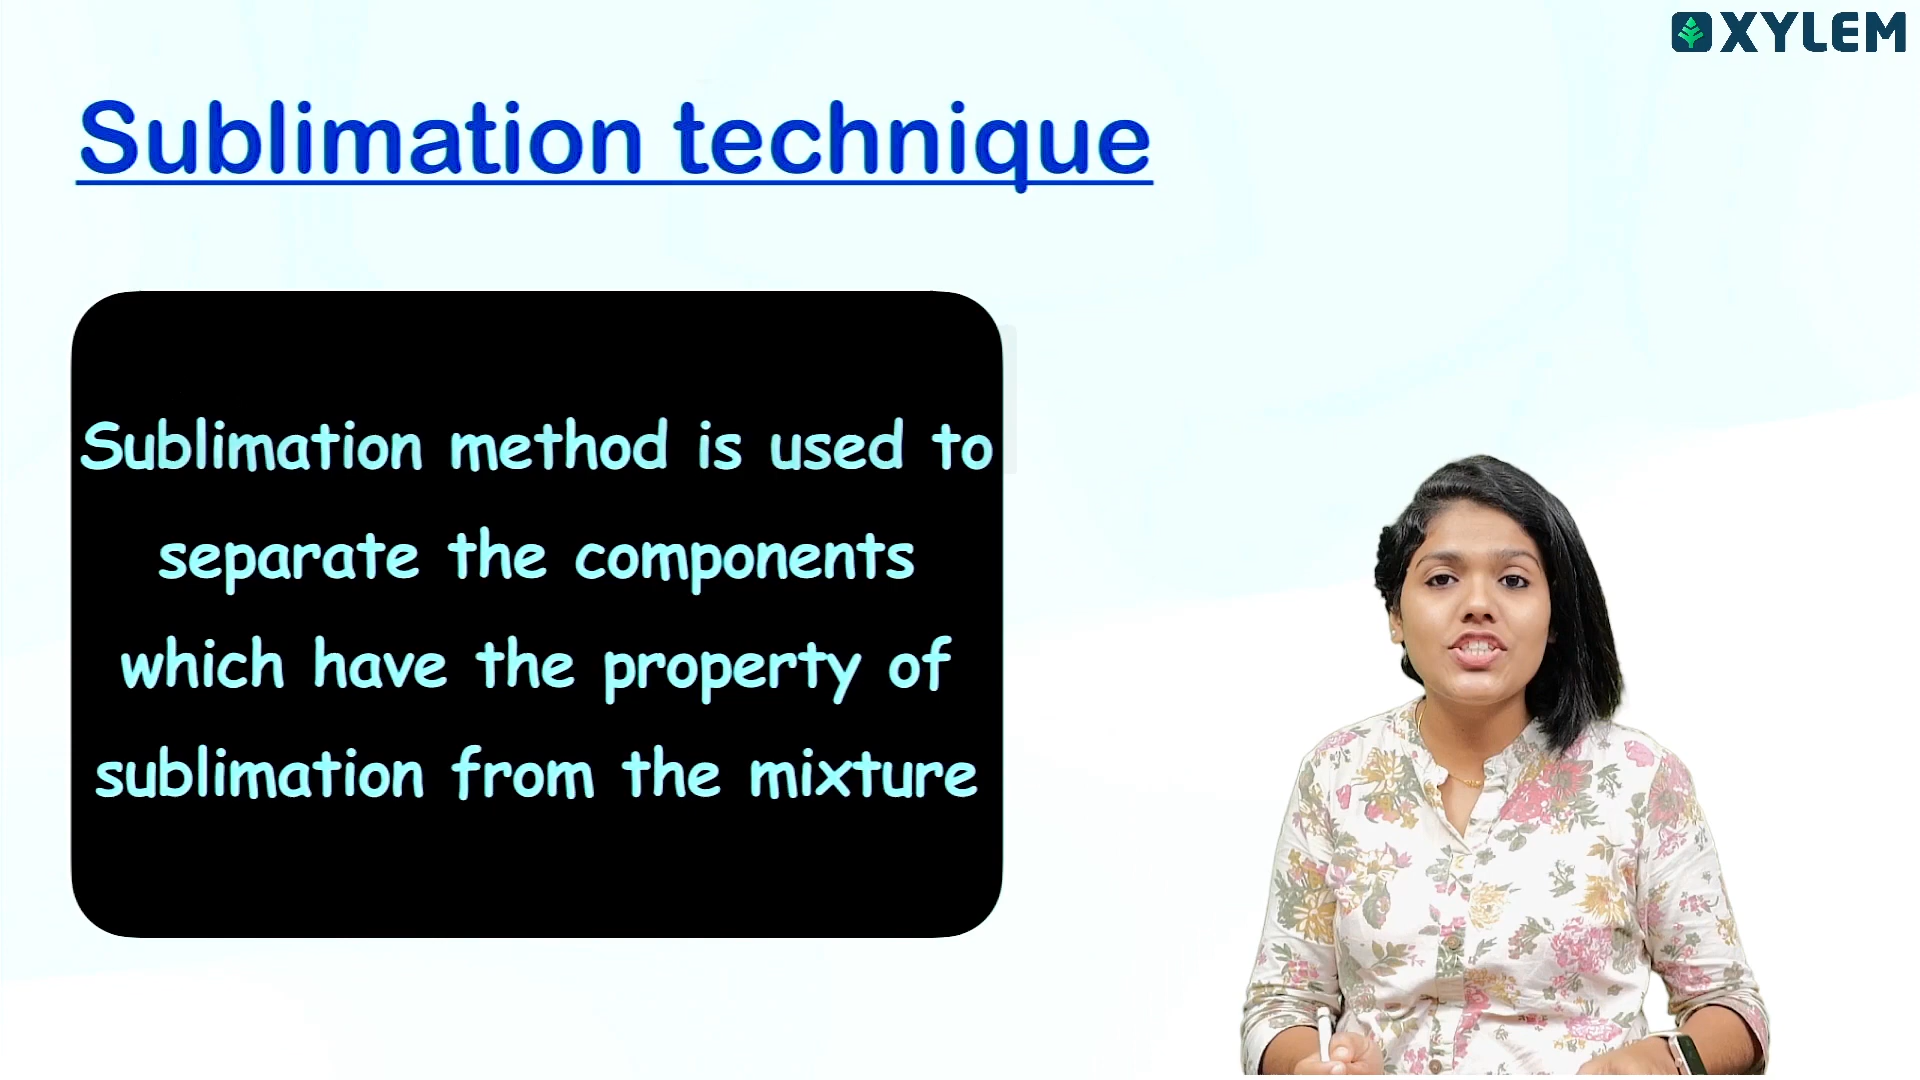 XYLEM
Sublimation technique
Sublimation method is used to
separate the components
which have the property of
sublimation from the mixture